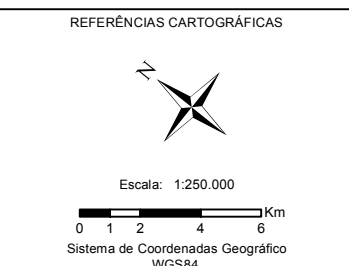 REFERÊNCIAS CARTOGRÁFICAS
N
Escala: 1:250.000
Km
0 1 2 4 6
Sistema de Coordenadas Geográfico
WGS84